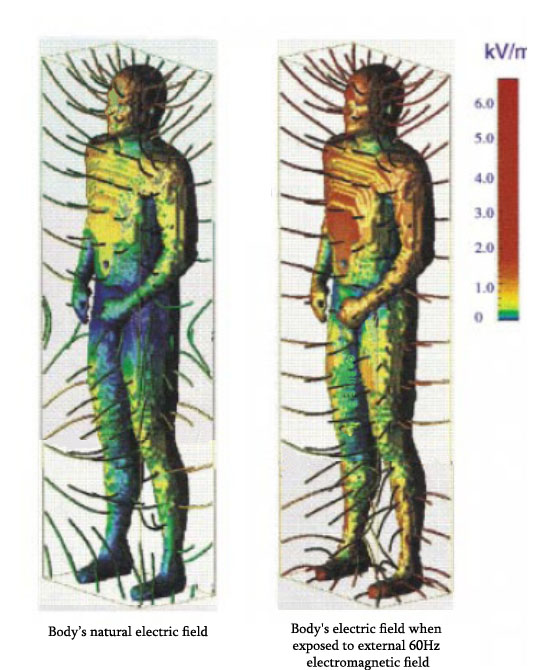 kV/m
6.0
5.0
4.0
3.0
2.0
1.0
0
Body’s natural electric field
Body's electric field when
exposed to external 60Hz
electromagnetic field